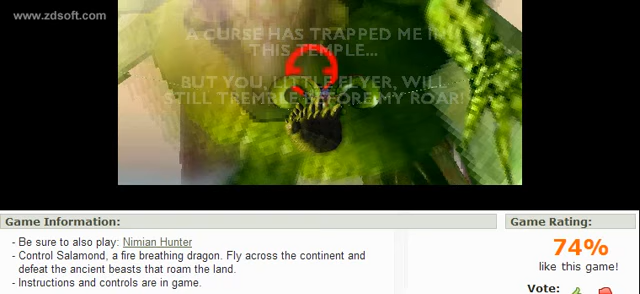 www.zdsoft.com
A CURSE HAS TRAPPED ME IN
THIS TEMPLE...
BUT YOU, LITTLE FLYER, WILL
STILL TREMBLE BEFORE MY ROAR!
Game Information:
- Be sure to also play: Nimian Hunter
- Control Salamond, a fire breathing dragon. Fly across the continent and
defeat the ancient beasts that roam the land.
- Instructions and controls are in game.
Game Rating:
74%
like this game!
Vote: